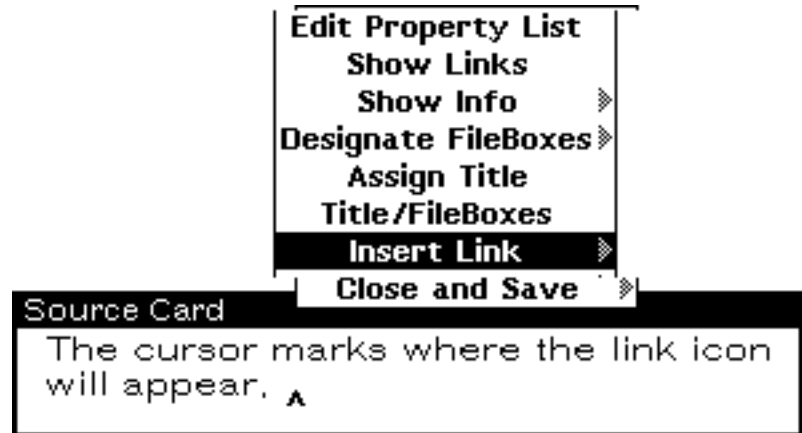 Edit Property List
Show Links
Show Info
Designate FileBoxes
Assign Title
Title/FileBoxes
Insert Link
Close and Save
Source Card
The cursor marks where the link icon
will appear.